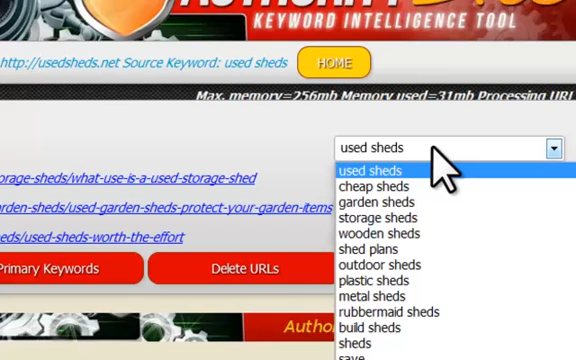 KEYWORD INTELLIGENCE TOOL
http://usedsheds.net Source Keyword: used sheds
HOME
Max. memory=256mb Memory used=31mb Processing URL
used sheds
used sheds
orage-sheds/what-use-is-a-used-storage-shed
cheap sheds
garden sheds
rden-sheds/used-garden-sheds-protect-your-garden-items
storage sheds
wooden sheds
eds/used-sheds-worth-the-effort
shed plans
outdoor sheds
Primary Keywords
Delete URLs
plastic sheds
metal sheds
rubbermaid sheds
build sheds
Autho
sheds
save